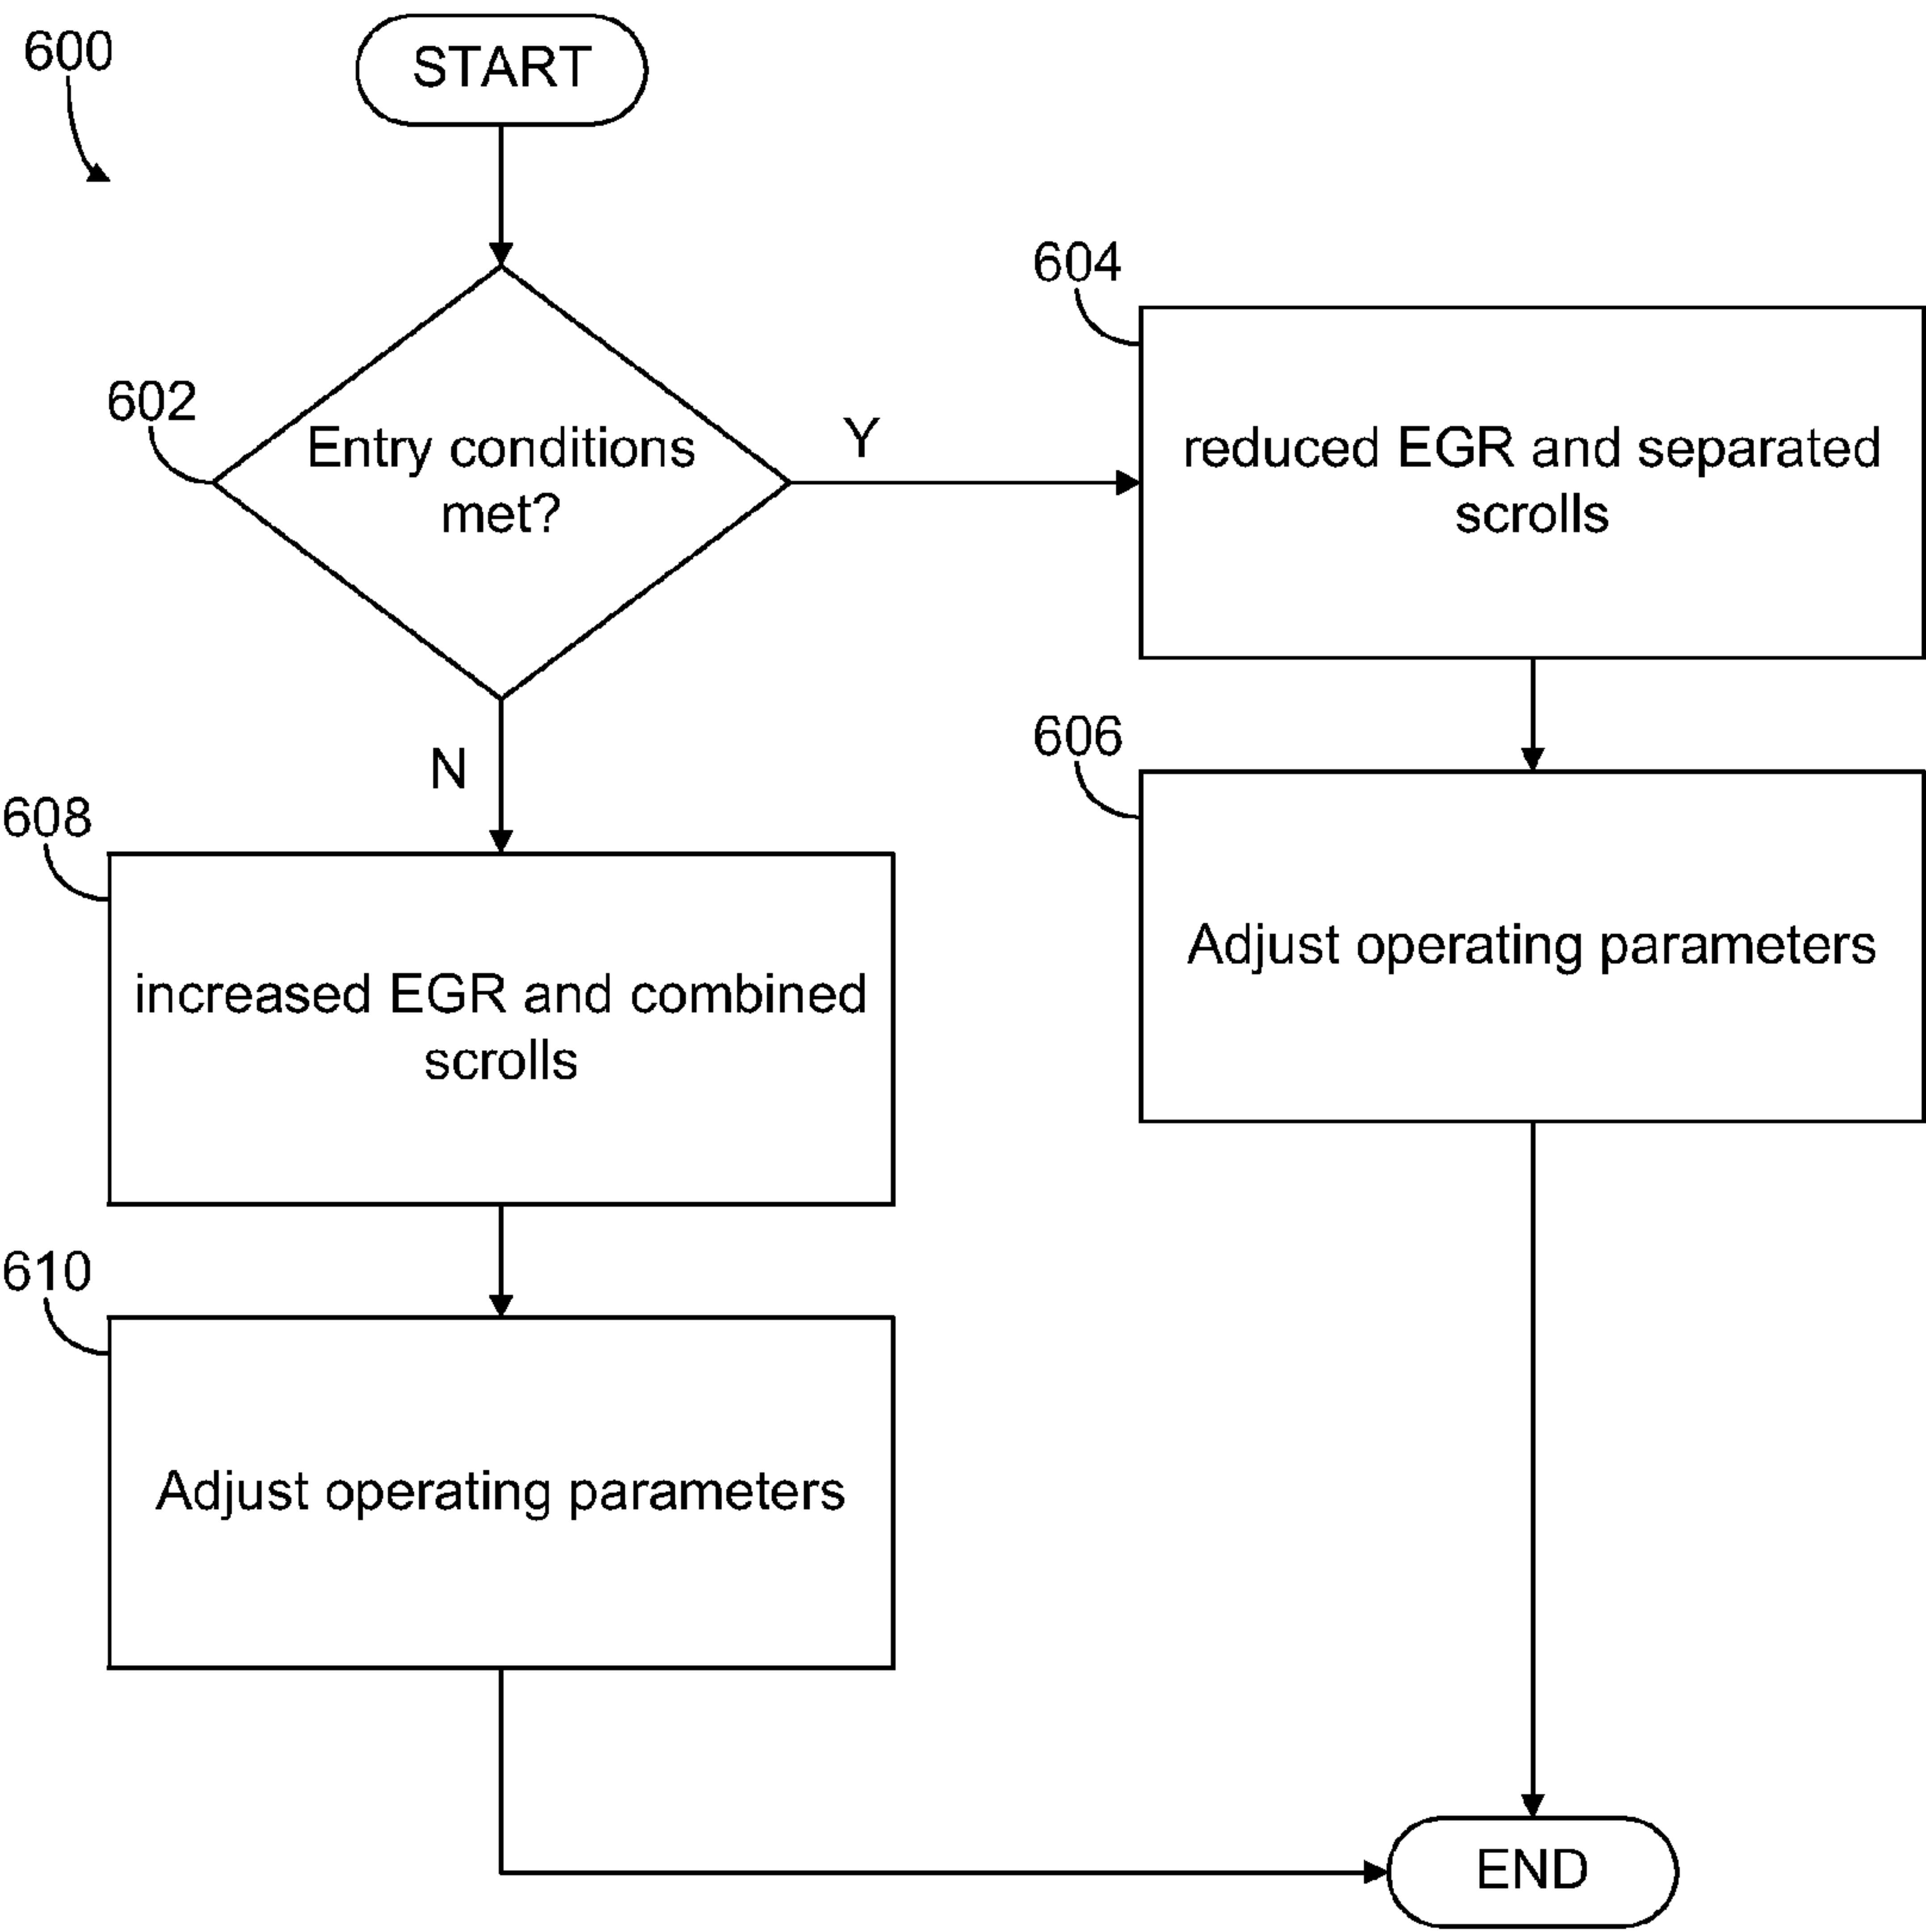 600
START
604
602
Entry conditions
met?
Y
reduced EGR and separated
scrolls
N
606
608
Adjust operating parameters
increased EGR and combined
scrolls
610
Adjust operating parameters
END